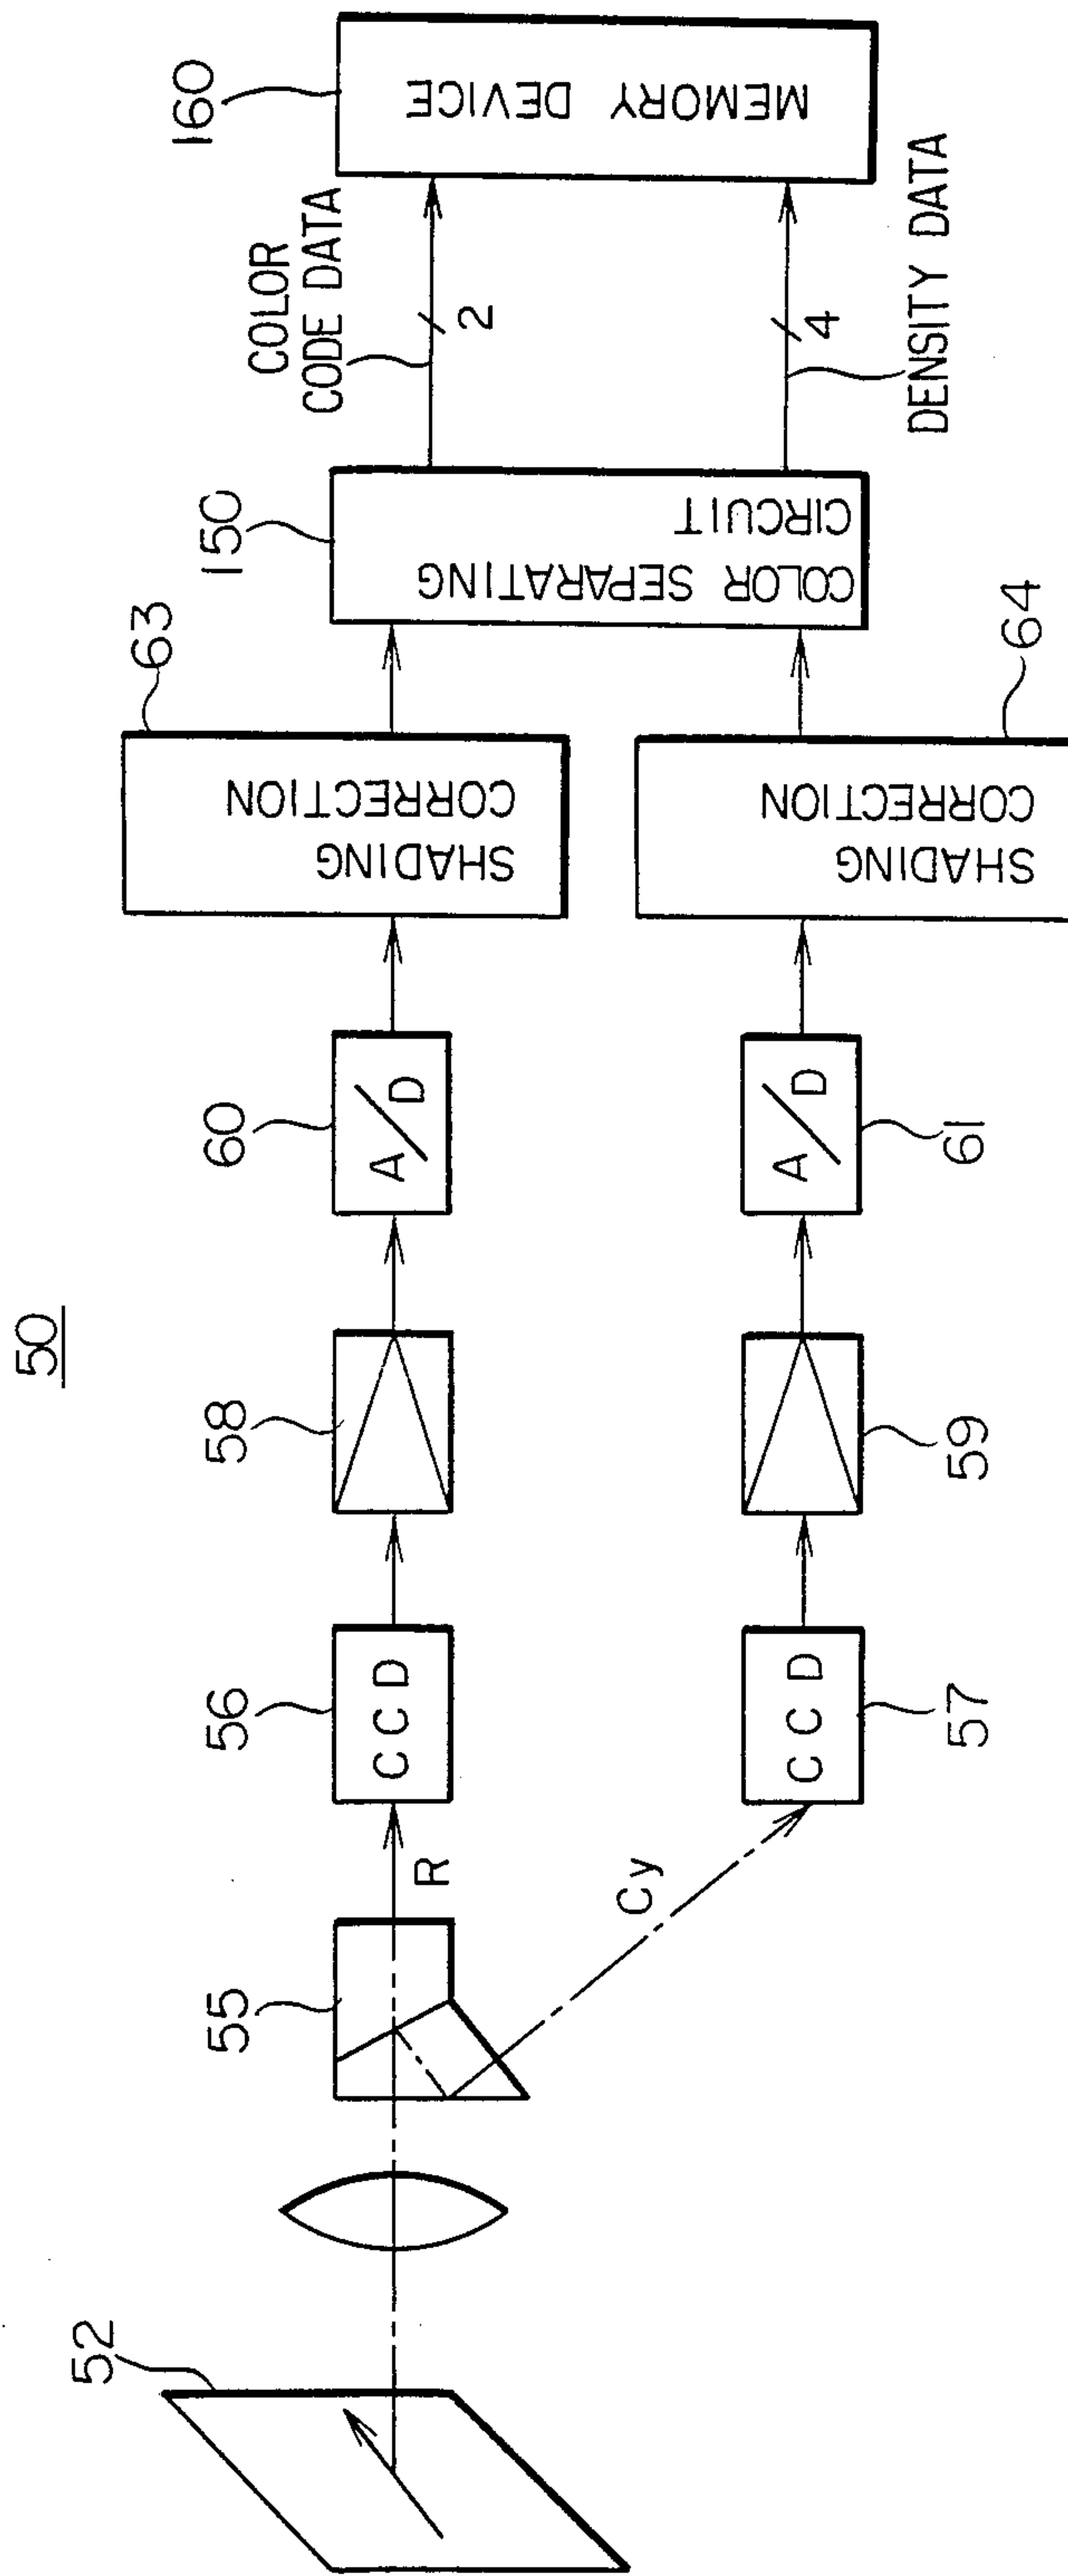 50
52
55
R
Cy
56
CCD
57
CCD
58
59
60
A/D
61
A/D
63
SHADING
CORRECTION
64
SHADING
CORRECTION
150
COLOR SEPARATING
CIRCUIT
COLOR
CODE DATA
2
4
DENSITY DATA
160
MEMORY DEVICE